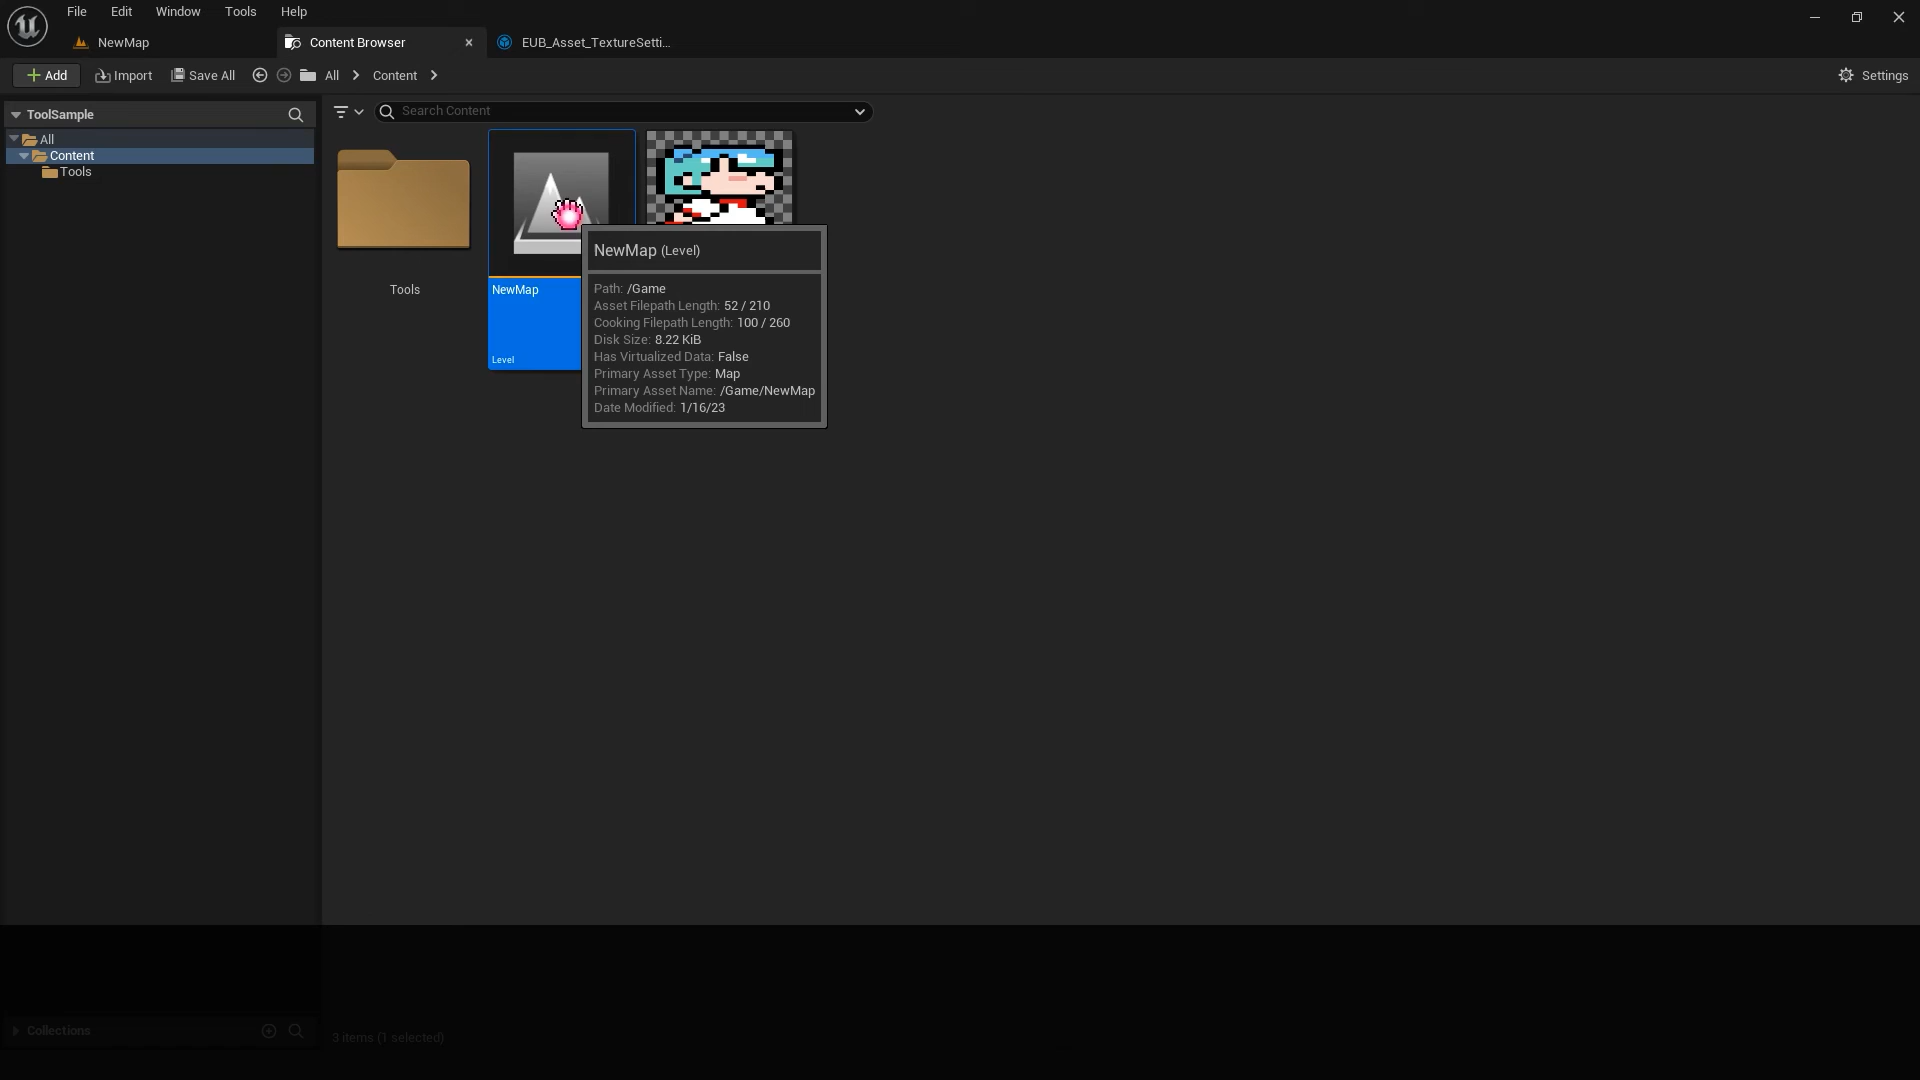 File Edit Window Tools Help
NewMap
Content Browser
EUB_Asset_TextureSetti...
Add Import Save All All Content
Settings
ToolSample
Search Content
All
Content
Tools
Tools
NewMap
Level
NewMap (Level)
Path: /Game
Asset Filepath Length: 52 / 210
Cooking Filepath Length: 100 / 260
Disk Size: 8.22 KiB
Has Virtualized Data: False
Primary Asset Type: Map
Primary Asset Name: /Game/NewMap
Date Modified: 1/16/23
Collections
3 items (1 selected)